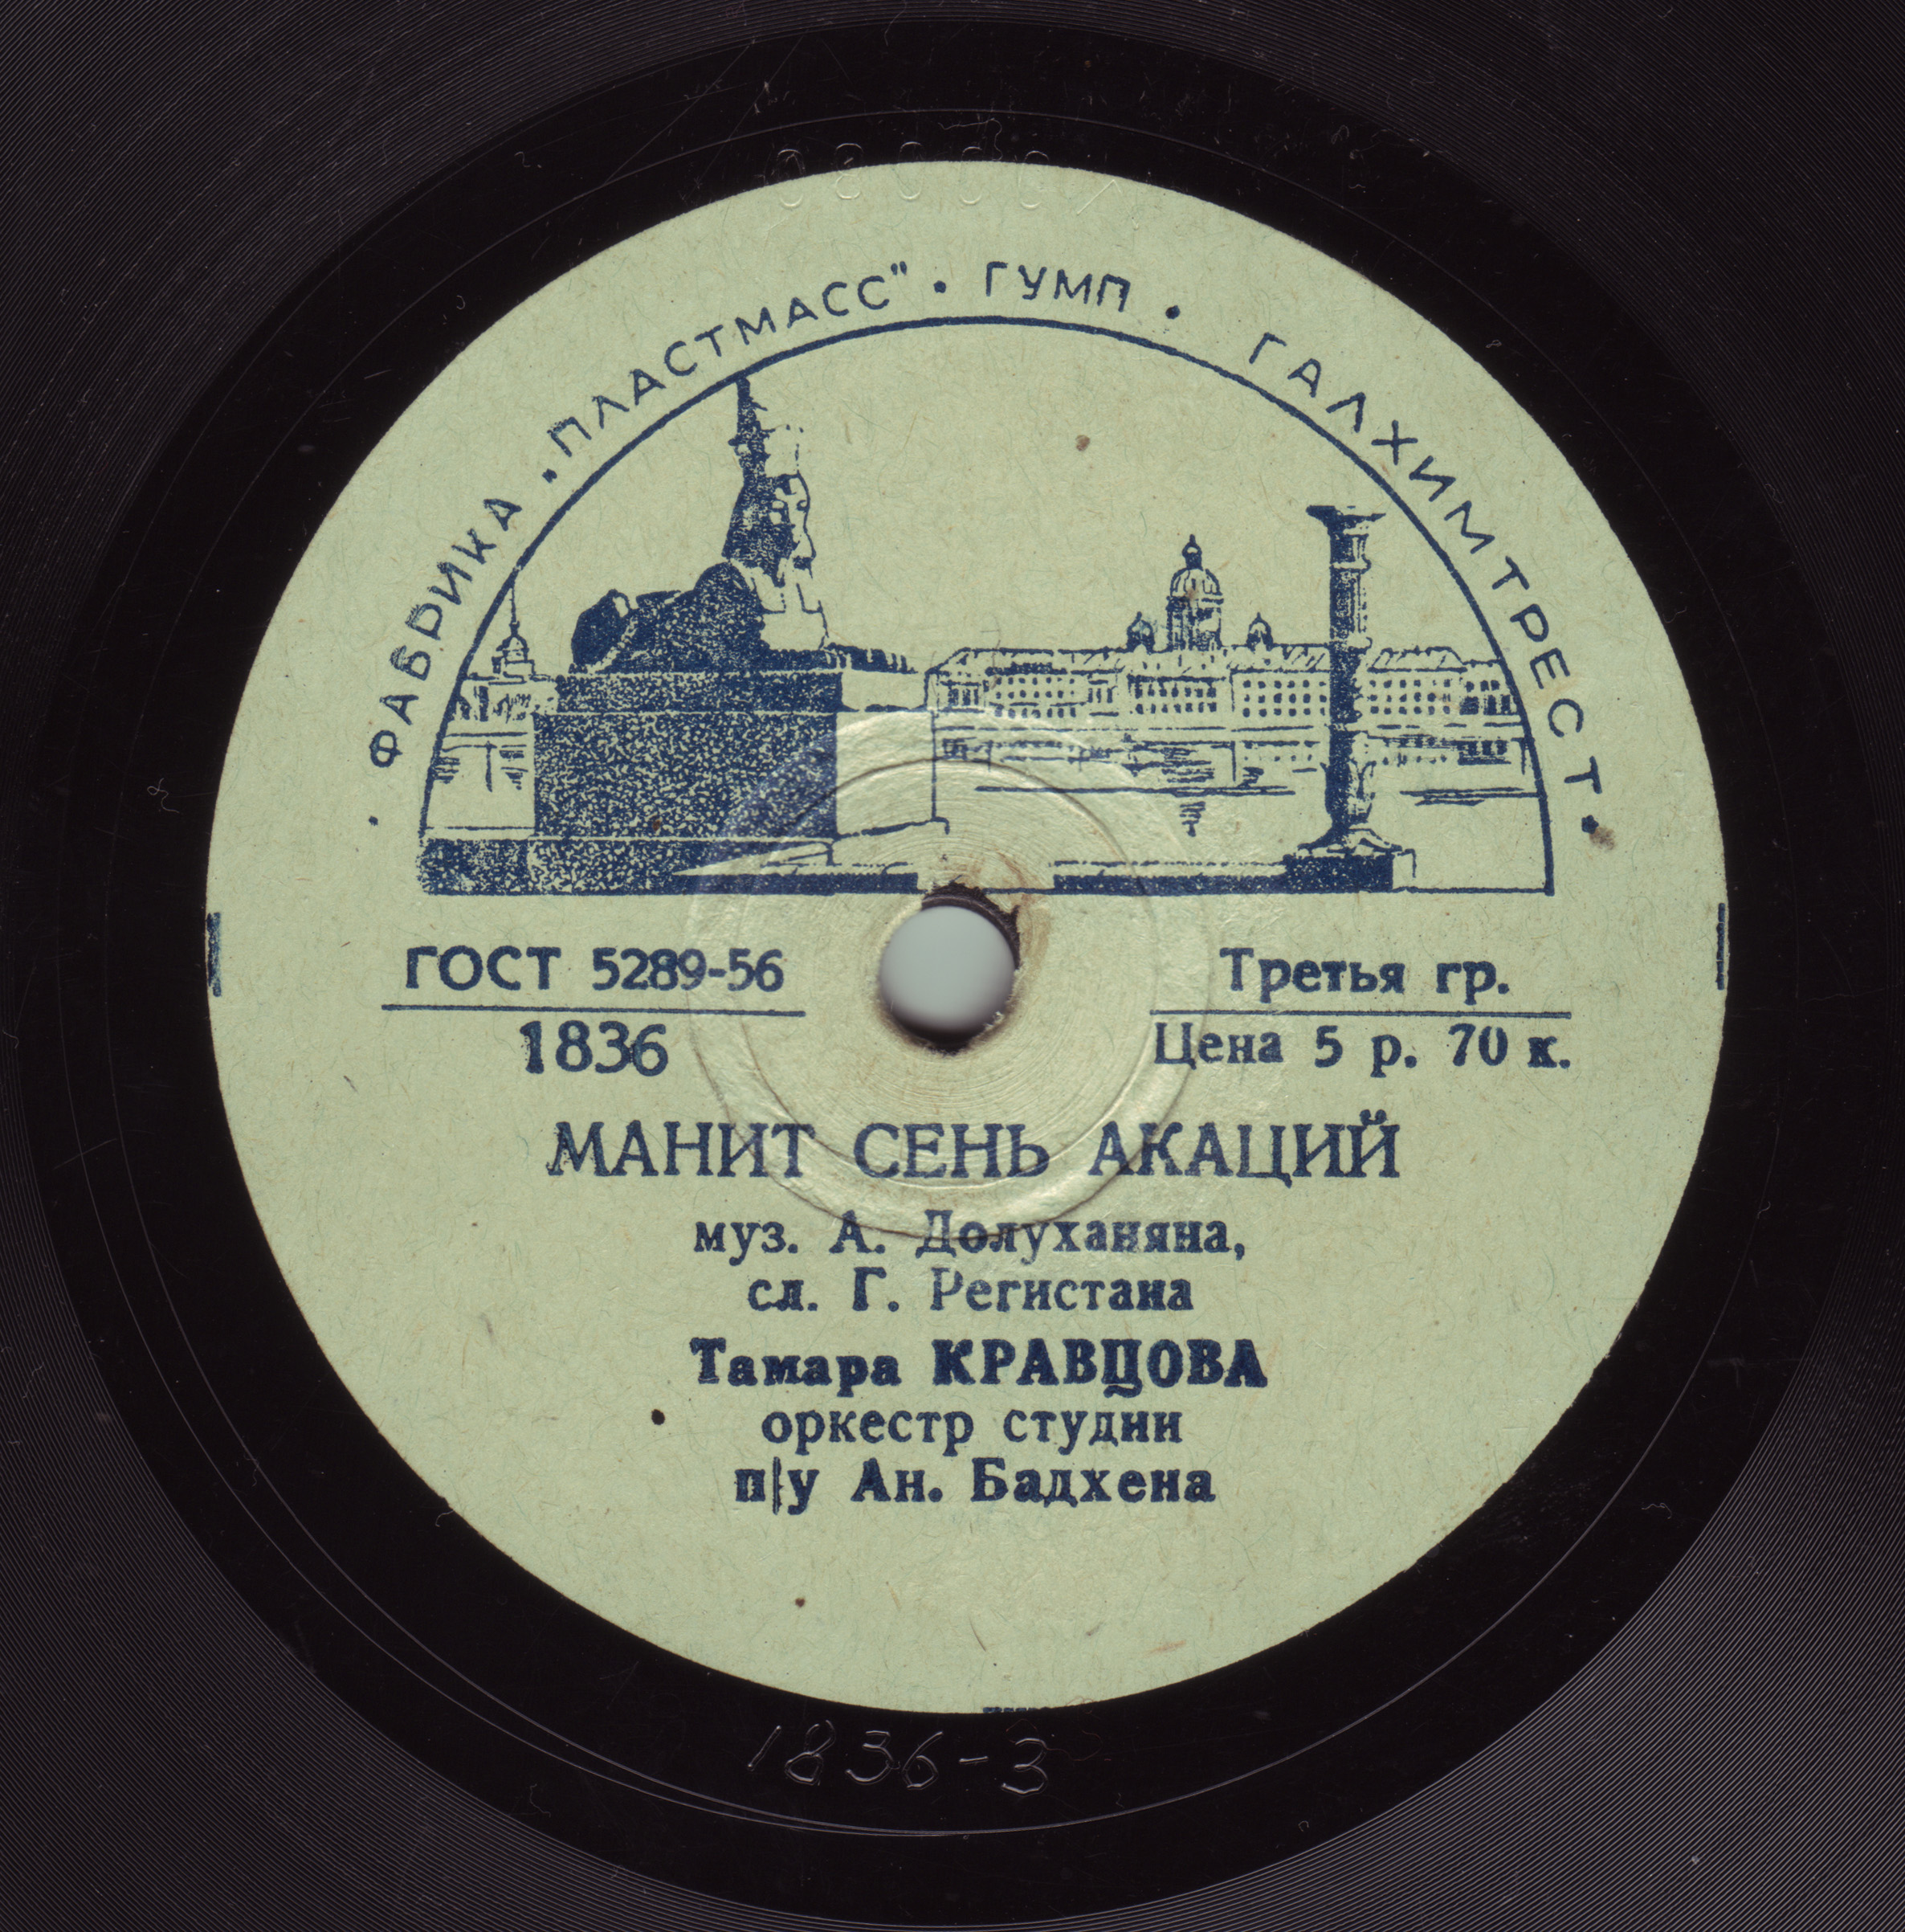 · ФАБРИКА „ПЛАСТМАСС" · ГУМП · ГАЛХИМТРЕСТ ·
ГОСТ 5289-56
1836
Третья гр.
Цена 5 р. 70 к.
МАНИТ СЕНЬ АКАЦИЙ
муз. А. Долуханяна,
сл. Г. Регистана
Тамара КРАВЦОВА
оркестр студии
п/у Ан. Бадхена
1836-3